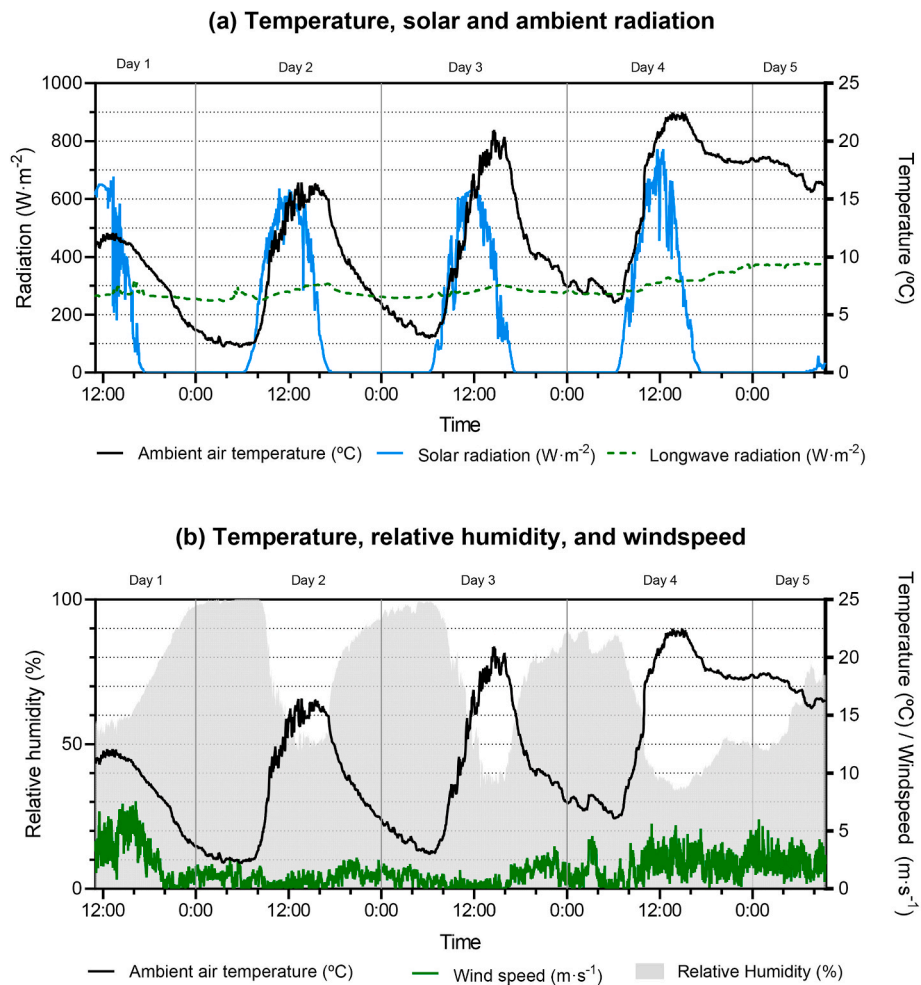 (a) Temperature, solar and ambient radiation
Day 1 Day 2 Day 3 Day 4 Day 5
1000 25
800 20
600 15
400 10
200 5
0 0
Radiation (W·m-2)
Temperature (ºC)
12:00 0:00 12:00 0:00 12:00 0:00 12:00 0:00
Time
Ambient air temperature (ºC) Solar radiation (W·m-2) Longwave radiation (W·m-2)
(b) Temperature, relative humidity, and windspeed
Day 1 Day 2 Day 3 Day 4 Day 5
100 25
20
15
50
10
5
0 0
Relative humidity (%)
Temperature (ºC) / Windspeed (m·s-1)
12:00 0:00 12:00 0:00 12:00 0:00 12:00 0:00
Time
Ambient air temperature (ºC) Wind speed (m·s-1) Relative Humidity (%)